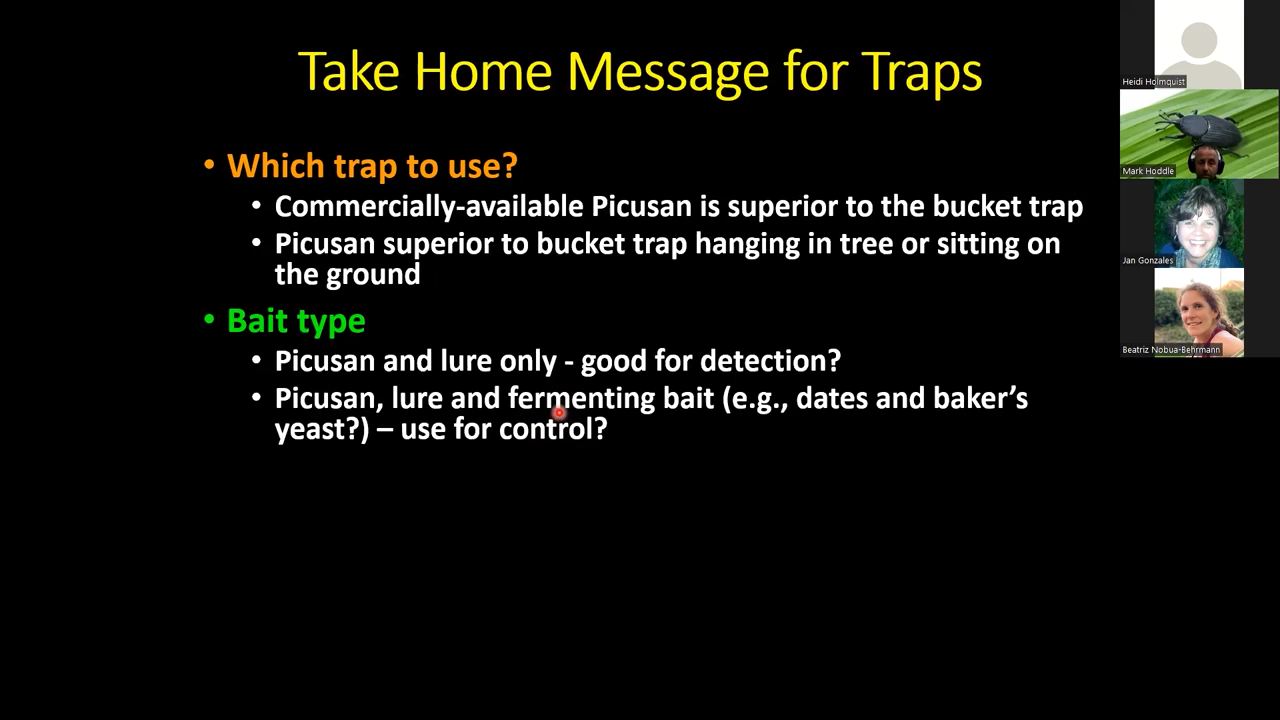 Take Home Message for Traps
• Which trap to use?
• Commercially-available Picusan is superior to the bucket trap
• Picusan superior to bucket trap hanging in tree or sitting on
the ground
• Bait type
• Picusan and lure only - good for detection?
• Picusan, lure and fermenting bait (e.g., dates and baker's
yeast?) – use for control?
Heidi Holmquist
Mark Hoddle
Jan Gonzales
Beatriz Nobua-Behrmann